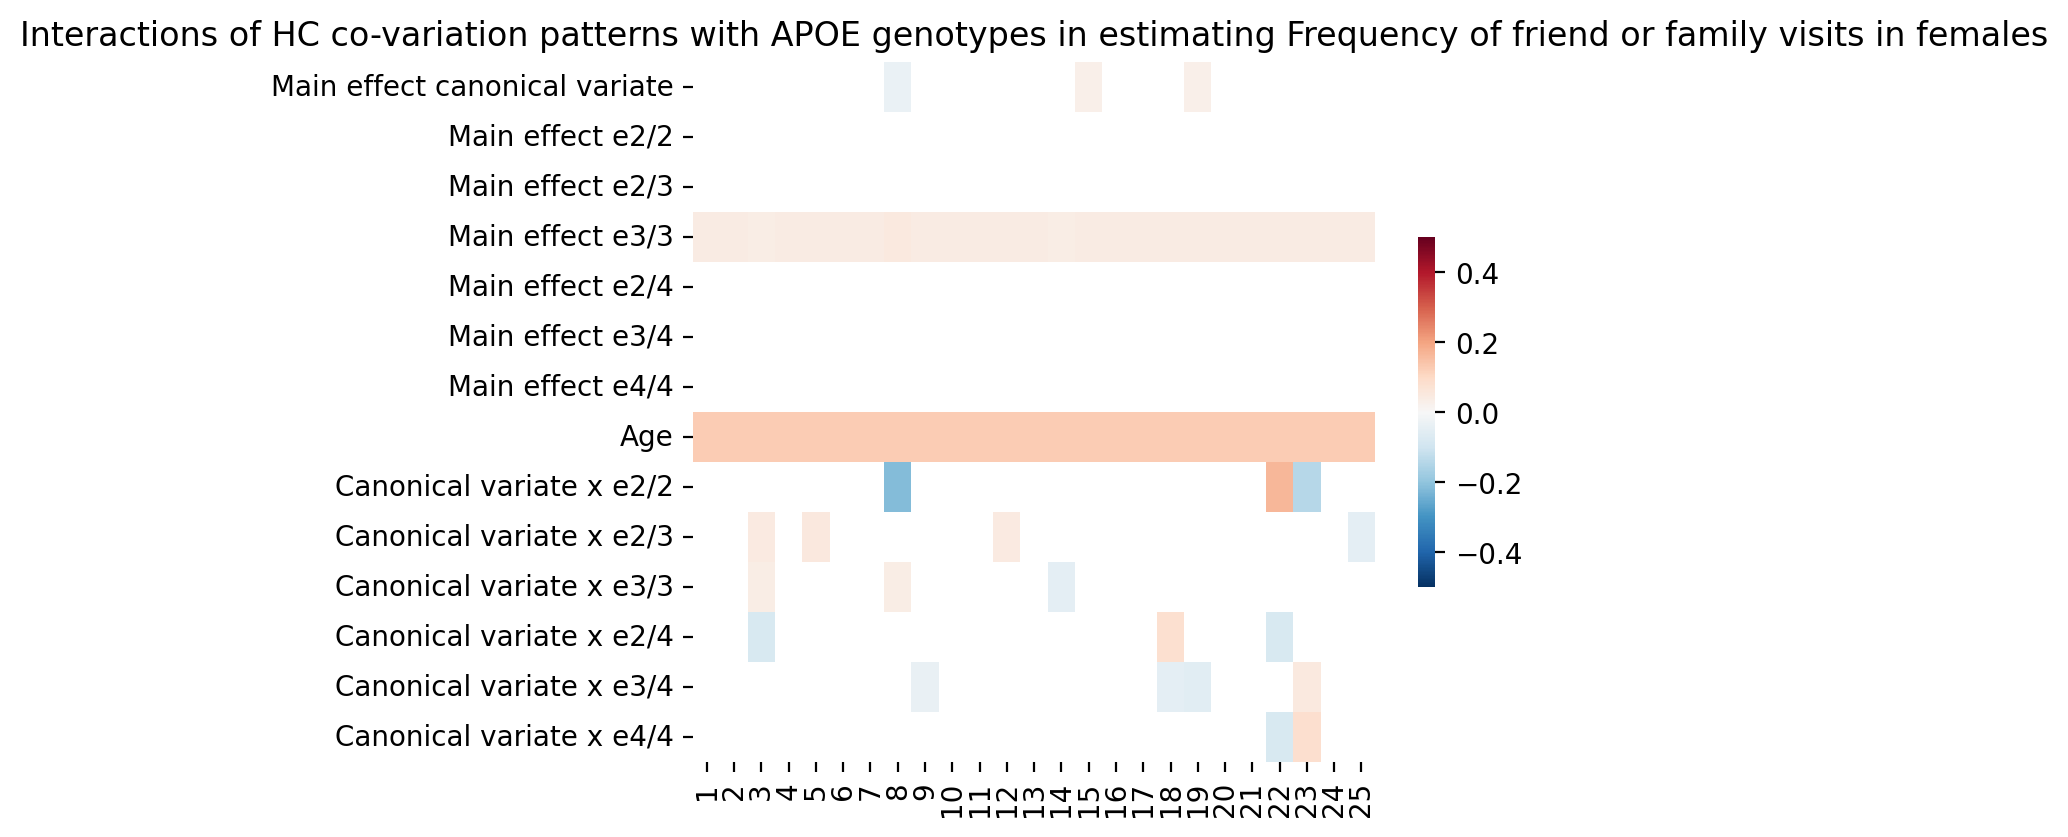 Interactions of HC co-variation patterns with APOE genotypes in estimating Frequency of friend or family visits in females
Main effect canonical variate
Main effect e2/2
Main effect e2/3
Main effect e3/3
Main effect e2/4
Main effect e3/4
Main effect e4/4
Age
Canonical variate x e2/2
Canonical variate x e2/3
Canonical variate x e3/3
Canonical variate x e2/4
Canonical variate x e3/4
Canonical variate x e4/4
0.4
0.2
0.0
−0.2
−0.4
1 2 3 4 5 6 7 8 9 10 11 12 13 14 15 16 17 18 19 20 21 22 23 24 25